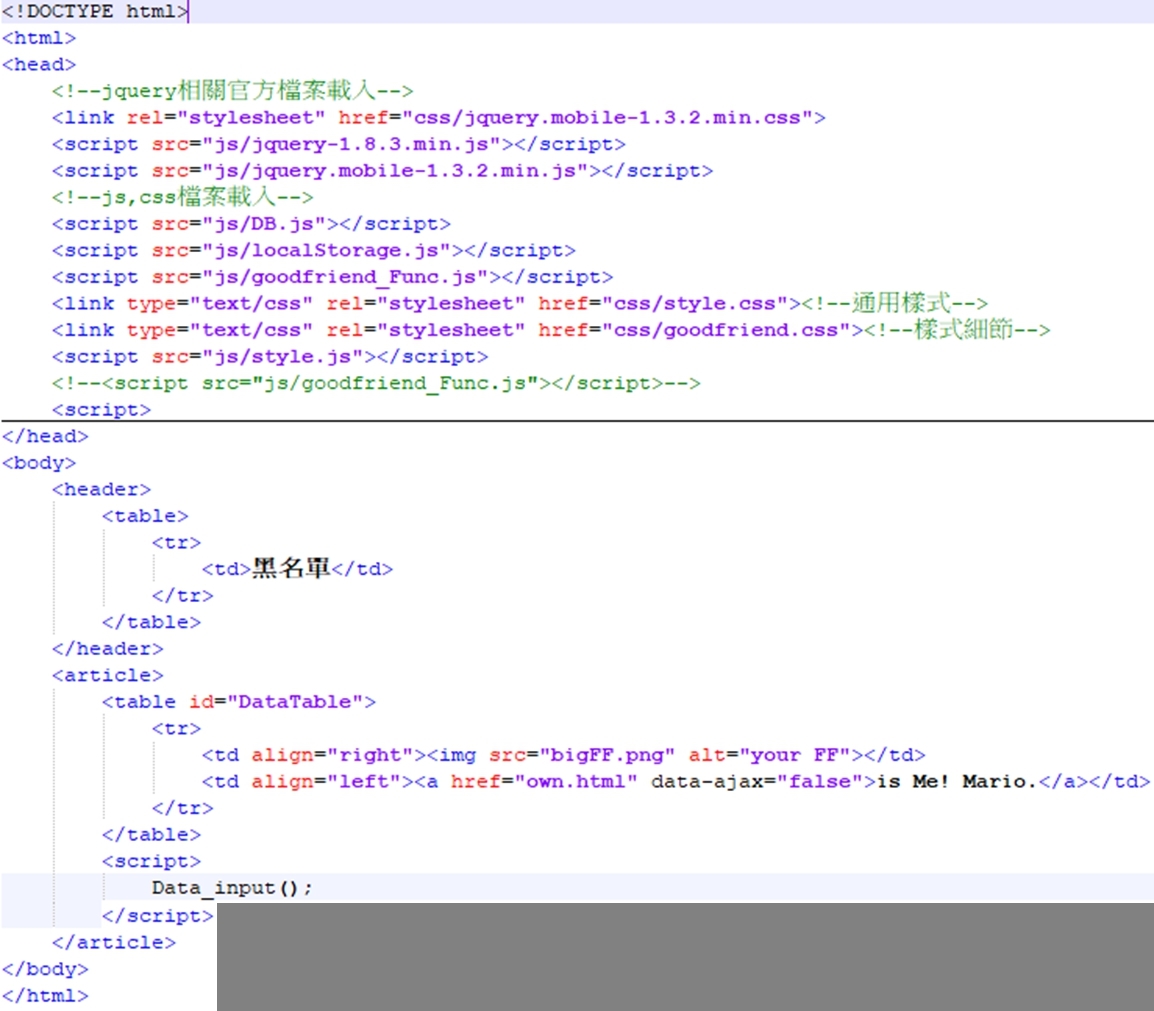 <!DOCTYPE html>
<html>
<head>
    <!--jquery相關官方檔案載入-->
    <link rel="stylesheet" href="css/jquery.mobile-1.3.2.min.css">
    <script src="js/jquery-1.8.3.min.js"></script>
    <script src="js/jquery.mobile-1.3.2.min.js"></script>
    <!--js,css檔案載入-->
    <script src="js/DB.js"></script>
    <script src="js/localStorage.js"></script>
    <script src="js/goodfriend_Func.js"></script>
    <link type="text/css" rel="stylesheet" href="css/style.css"><!--通用樣式-->
    <link type="text/css" rel="stylesheet" href="css/goodfriend.css"><!--樣式細節-->
    <script src="js/style.js"></script>
    <!--<script src="js/goodfriend_Func.js"></script>-->
    <script>
</head>
<body>
    <header>
        <table>
            <tr>
                <td>黑名單</td>
            </tr>
        </table>
    </header>
    <article>
        <table id="DataTable">
            <tr>
                <td align="right"><img src="bigFF.png" alt="your FF"></td>
                <td align="left"><a href="own.html" data-ajax="false">is Me! Mario.</a></td>
            </tr>
        </table>
        <script>
            Data_input();
        </script>
    </article>
</body>
</html>